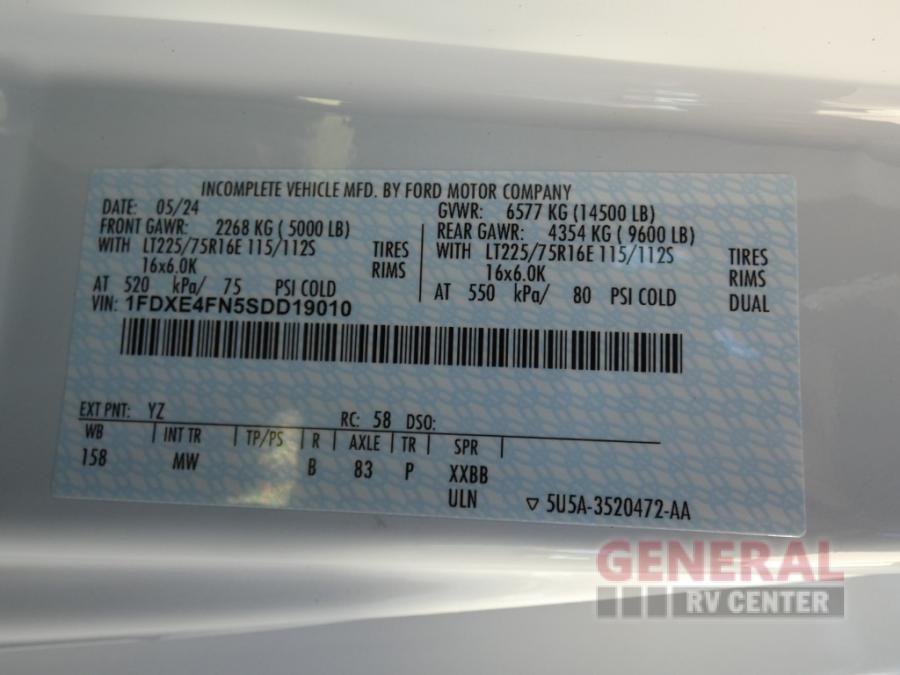 INCOMPLETE VEHICLE MFD. BY FORD MOTOR COMPANY
DATE: 05/24 GVWR: 6577 KG (14500 LB)
FRONT GAWR: 2268 KG ( 5000 LB) REAR GAWR: 4354 KG ( 9600 LB)
WITH LT225/75R16E 115/112S TIRES WITH LT225/75R16E 115/112S TIRES
16x6.0K RIMS 16x6.0K RIMS
AT 520 kPa/ 75 PSI COLD AT 550 kPa/ 80 PSI COLD DUAL
VIN: 1FDXE4FN5SDD19010
EXT PNT: YZ RC: 58 DSO:
WB INT TR TP/PS R AXLE TR SPR
158 MW B 83 P XXBB
ULN ▽ 5U5A-3520472-AA
GENERAL
RV CENTER